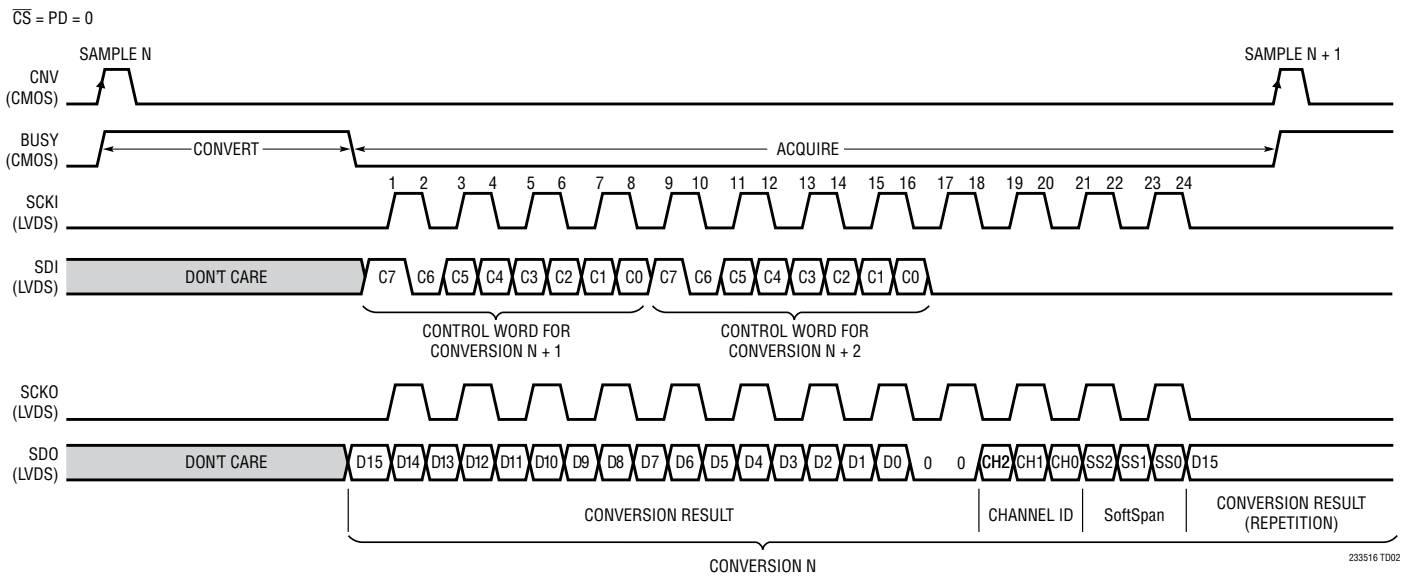 CS = PD = 0
SAMPLE N
SAMPLE N + 1
CNV
(CMOS)
BUSY
(CMOS)
CONVERT
ACQUIRE
1 2 3 4 5 6 7 8 9 10 11 12 13 14 15 16 17 18 19 20 21 22 23 24
SCKI
(LVDS)
SDI
(LVDS)
DON'T CARE
C7 C6 C5 C4 C3 C2 C1 C0 C7 C6 C5 C4 C3 C2 C1 C0
CONTROL WORD FOR
CONVERSION N + 1
CONTROL WORD FOR
CONVERSION N + 2
SCKO
(LVDS)
SDO
(LVDS)
DON'T CARE
D15 D14 D13 D12 D11 D10 D9 D8 D7 D6 D5 D4 D3 D2 D1 D0 0 0 CH2 CH1 CH0 SS2 SS1 SS0 D15
CONVERSION RESULT
CHANNEL ID
SoftSpan
CONVERSION RESULT
(REPETITION)
CONVERSION N
233516 TD02